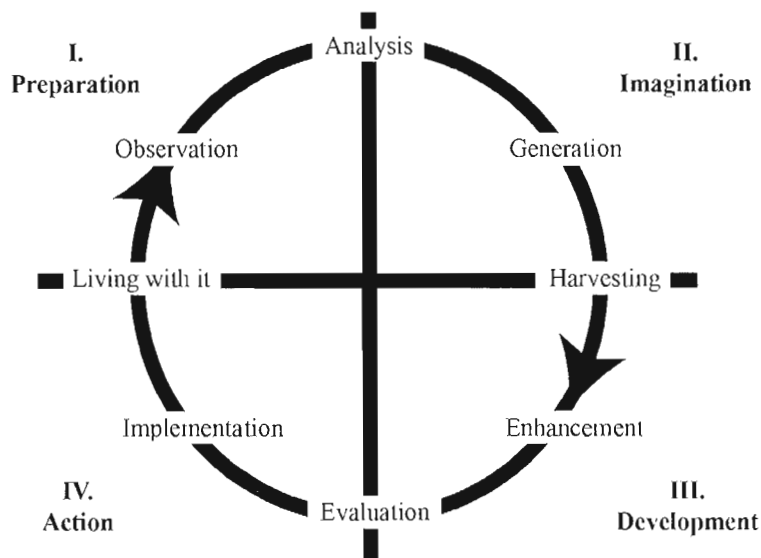 Analysis
I.
Preparation
II.
Imagination
Observation
Generation
Living with it
Harvesting
Implementation
Enhancement
IV.
Action
Evaluation
III.
Development